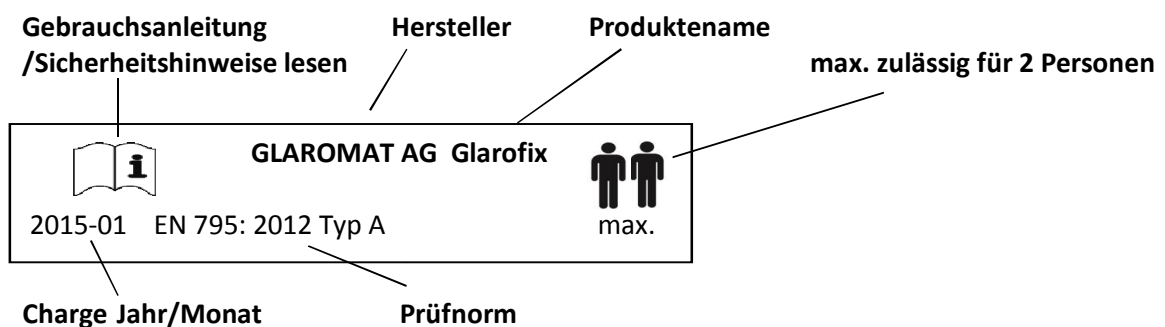 Gebrauchsanleitung Hersteller Produktename
/Sicherheitshinweise lesen max. zulässig für 2 Personen
GLAROMAT AG Glarofix
i
2015-01 EN 795: 2012 Typ A max.
Charge Jahr/Monat Prüfnorm